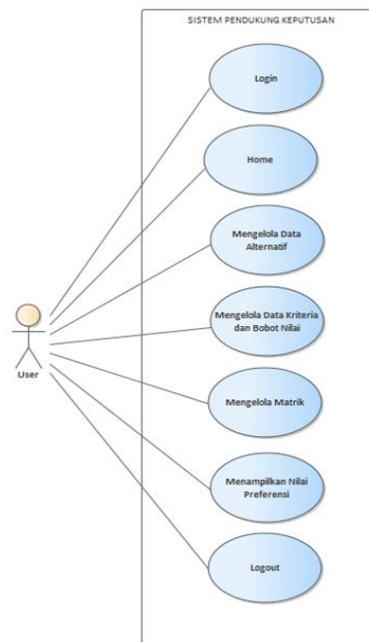 SISTEM PENDUKUNG KEPUTUSAN
Login
Home
Mengelola Data
Alternatif
Mengelola Data Kriteria
dan Bobot Nilai
User
Mengelola Matrik
Menampilkan Nilai
Preferensi
Logout